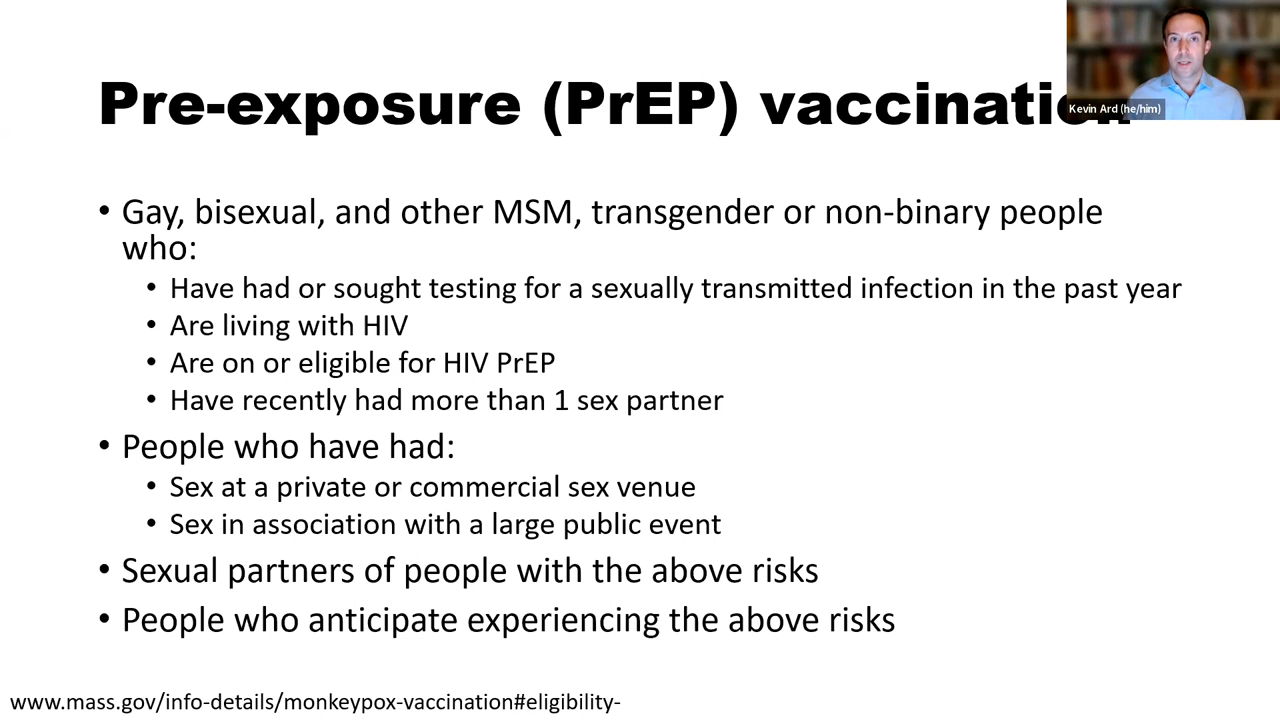 Pre-exposure (PrEP) vaccination
Kevin Ard (he/him)
• Gay, bisexual, and other MSM, transgender or non-binary people
who:
• Have had or sought testing for a sexually transmitted infection in the past year
• Are living with HIV
• Are on or eligible for HIV PrEP
• Have recently had more than 1 sex partner
• People who have had:
• Sex at a private or commercial sex venue
• Sex in association with a large public event
• Sexual partners of people with the above risks
• People who anticipate experiencing the above risks
www.mass.gov/info-details/monkeypox-vaccination#eligibility-